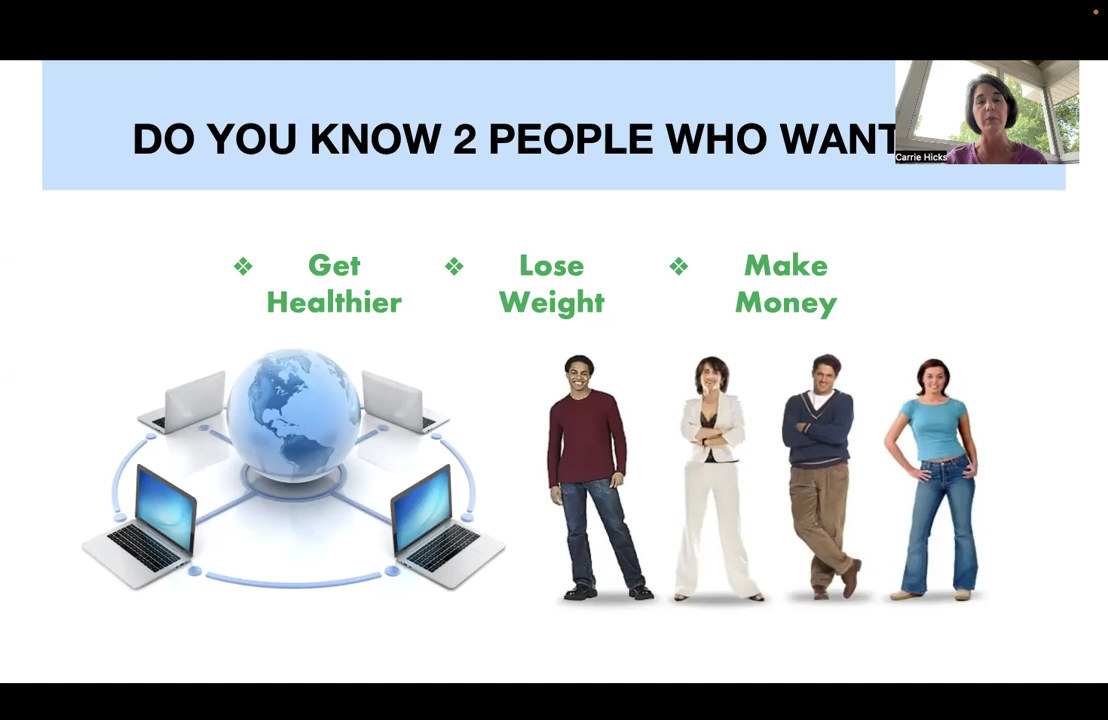 DO YOU KNOW 2 PEOPLE WHO WANT
Carrie Hicks
❖ Get ❖ Lose ❖ Make
Healthier Weight Money